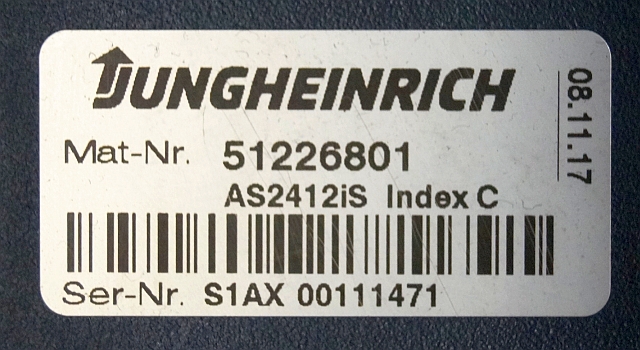 JUNGHEINRICH
Mat-Nr. 51226801
AS2412iS Index C
Ser-Nr. S1AX 00111471
08.11.17